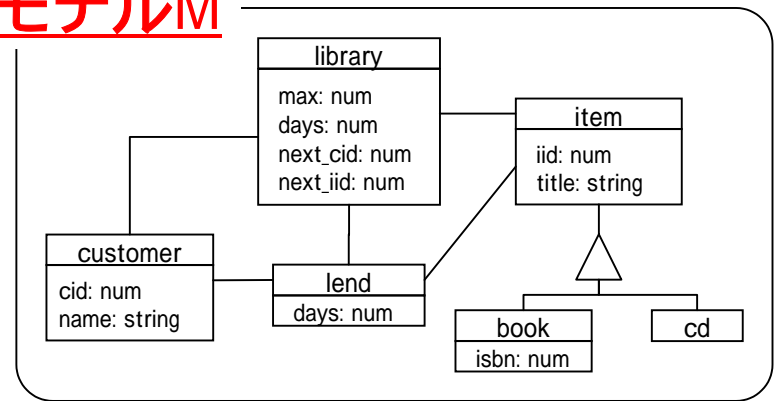 モデルM
library
max: num
days: num
next_cid: num
next_iid: num
item
iid: num
title: string
customer
cid: num
name: string
lend
days: num
book
isbn: num
cd